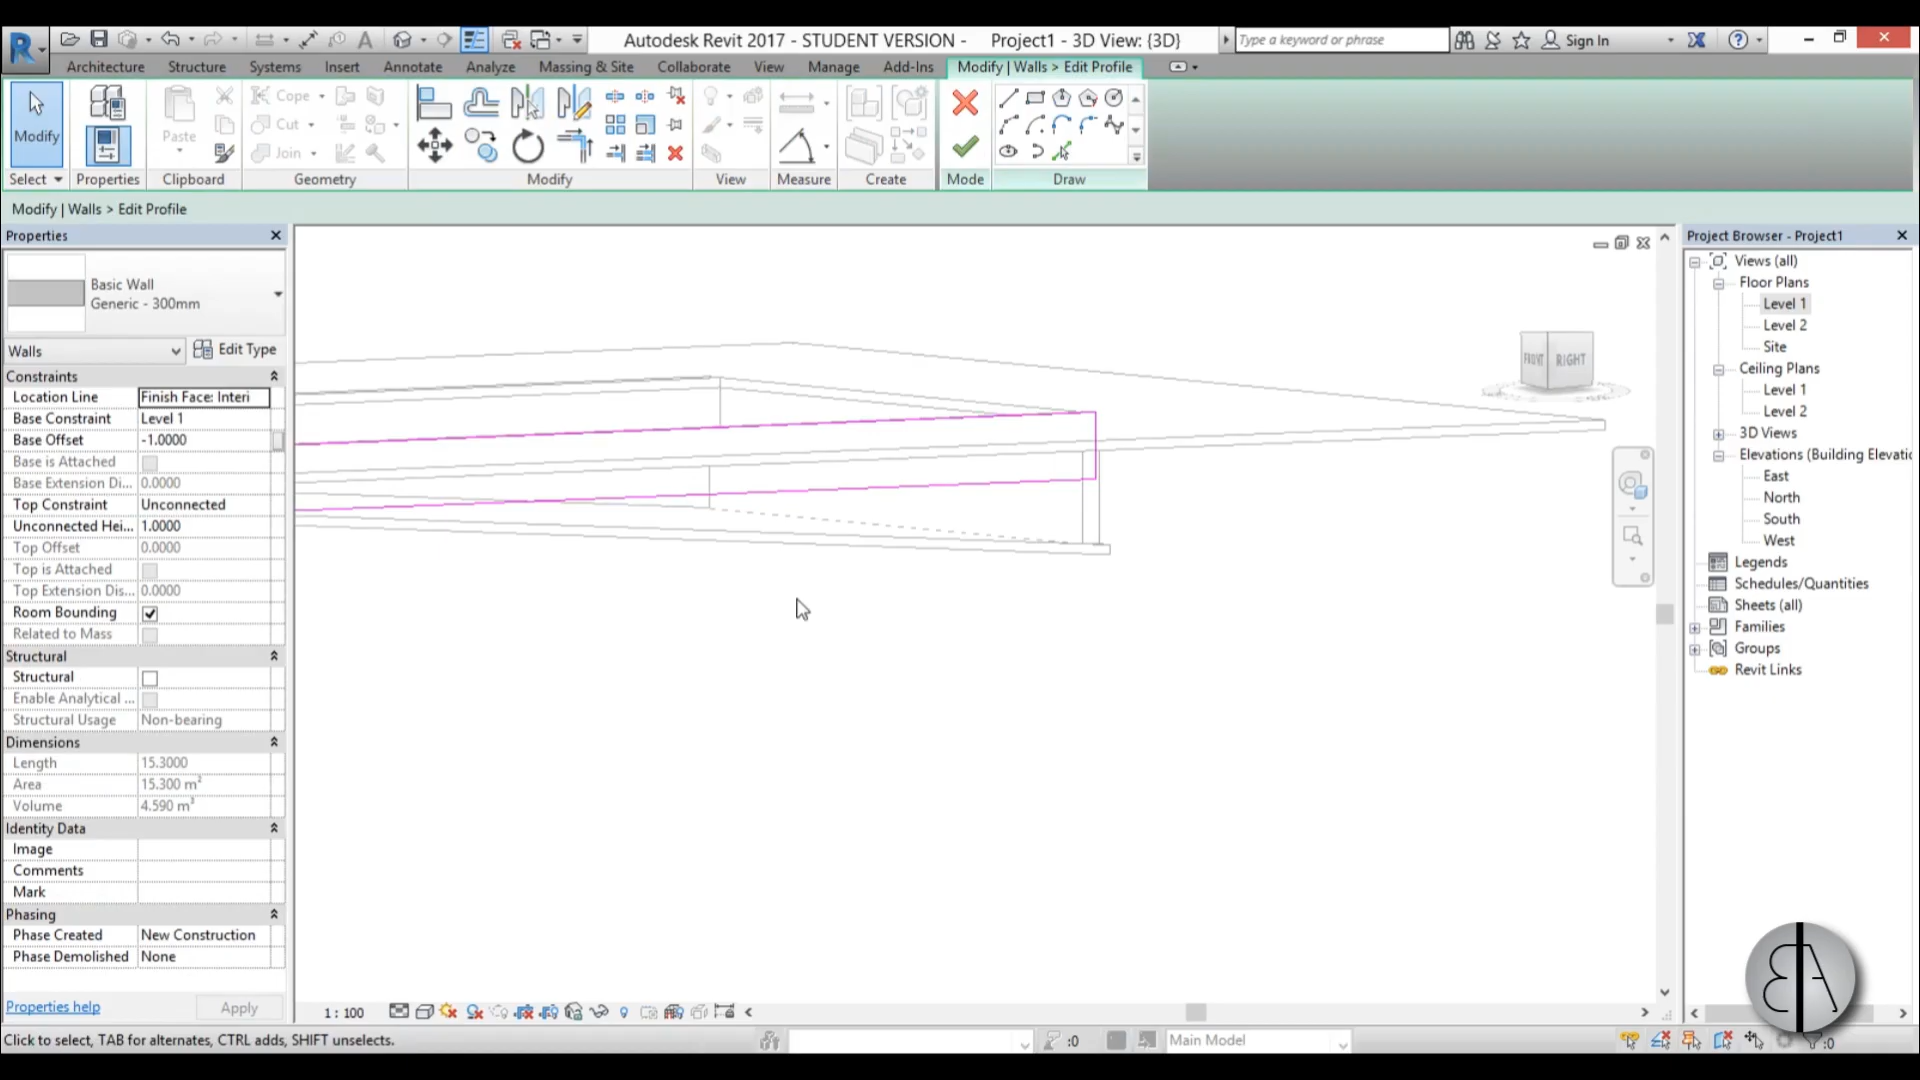 Autodesk Revit 2017 - STUDENT VERSION - Project1 - 3D View: {3D}
Type a keyword or phrase
Sign In
Architecture Structure Systems Insert Annotate Analyze Massing & Site Collaborate View Manage Add-Ins Modify | Walls > Edit Profile
Modify
Paste
Cope
Cut
Join
Select Properties Clipboard Geometry Modify View Measure Create Mode Draw
Modify | Walls > Edit Profile
Properties
Basic Wall
Generic - 300mm
Walls
Edit Type
Constraints
Location Line Finish Face: Interi
Base Constraint Level 1
Base Offset -1.0000
Base is Attached
Base Extension Di... 0.0000
Top Constraint Unconnected
Unconnected Hei... 1.0000
Top Offset 0.0000
Top is Attached
Top Extension Dis... 0.0000
Room Bounding
Related to Mass
Structural
Structural
Enable Analytical ...
Structural Usage Non-bearing
Dimensions
Length 15.3000
Area 15.300 m²
Volume 4.590 m³
Identity Data
Image
Comments
Mark
Phasing
Phase Created New Construction
Phase Demolished None
Properties help
Apply
FRONT RIGHT
Project Browser - Project1
Views (all)
Floor Plans
Level 1
Level 2
Site
Ceiling Plans
Level 1
Level 2
3D Views
Elevations (Building Elevatio
East
North
South
West
Legends
Schedules/Quantities
Sheets (all)
Families
Groups
Revit Links
1 : 100
Click to select, TAB for alternates, CTRL adds, SHIFT unselects.
:0
Main Model
:0